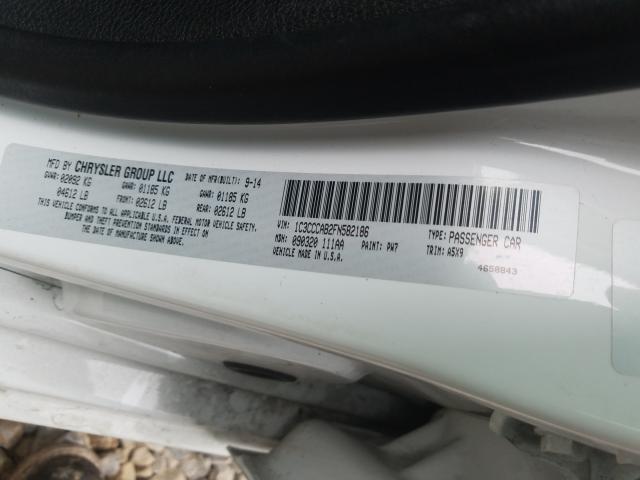 MFD BY CHRYSLER GROUP LLC DATE OF MFR(BUILT): 9-14
GVWR: 02092 KG GAWR: 01185 KG GAWR: 01185 KG
04612 LB FRONT: 02612 LB REAR: 02612 LB
THIS VEHICLE CONFORMS TO ALL APPLICABLE U.S.A. FEDERAL MOTOR VEHICLE SAFETY,
BUMPER AND THEFT PREVENTION STANDARDS IN EFFECT ON
THE DATE OF MANUFACTURE SHOWN ABOVE.
VIN: 1C3CCCAB2FN582186 TYPE: PASSENGER CAR
MDH: 090320 111AA PAINT: PW7 TRIM: A5X9
VEHICLE MADE IN U.S.A.
4658843